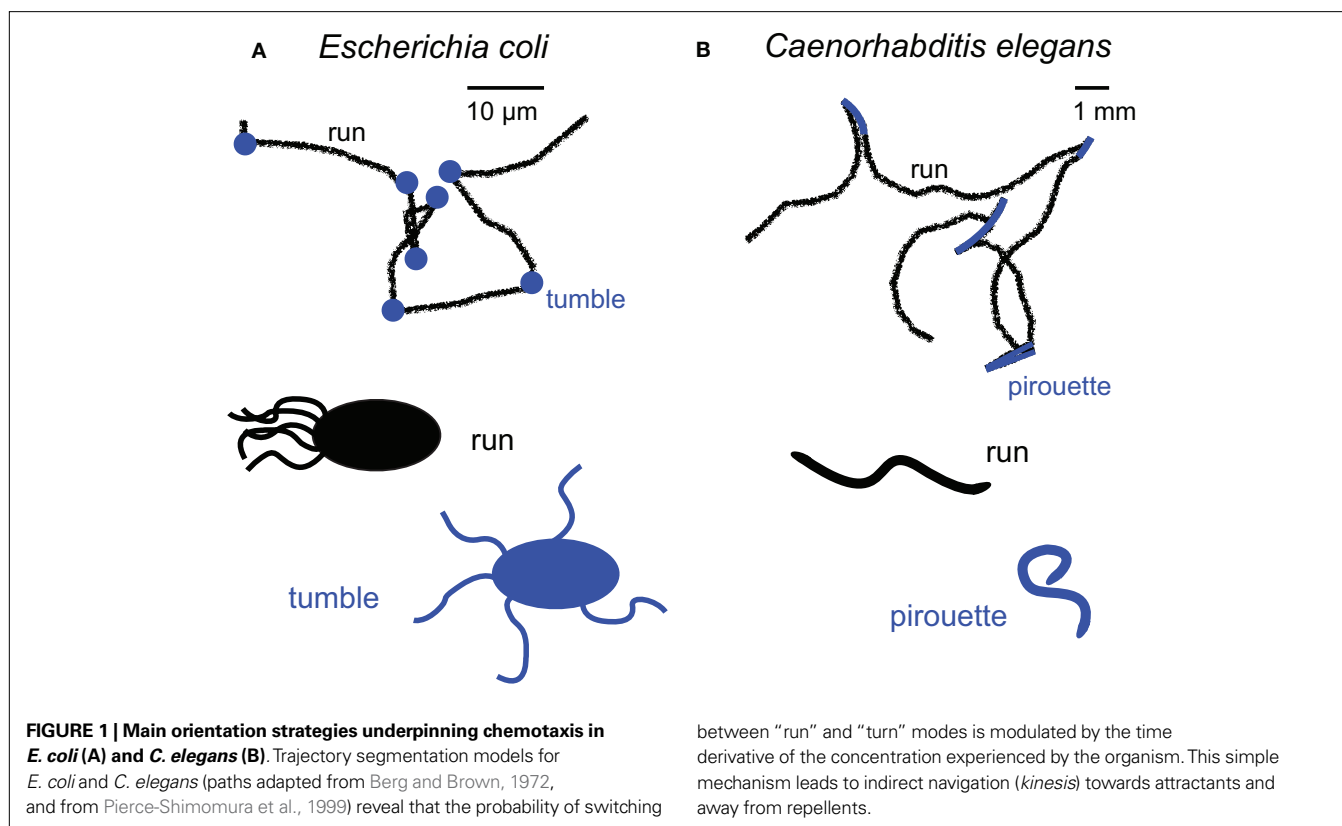 A Escherichia coli
10 µm
run
tumble
run
tumble
B Caenorhabditis elegans
1 mm
run
pirouette
run
pirouette
FIGURE 1 | Main orientation strategies underpinning chemotaxis in
E. coli (A) and C. elegans (B). Trajectory segmentation models for
E. coli and C. elegans (paths adapted from Berg and Brown, 1972,
and from Pierce-Shimomura et al., 1999) reveal that the probability of switching
between “run” and “turn” modes is modulated by the time
derivative of the concentration experienced by the organism. This simple
mechanism leads to indirect navigation (kinesis) towards attractants and
away from repellents.